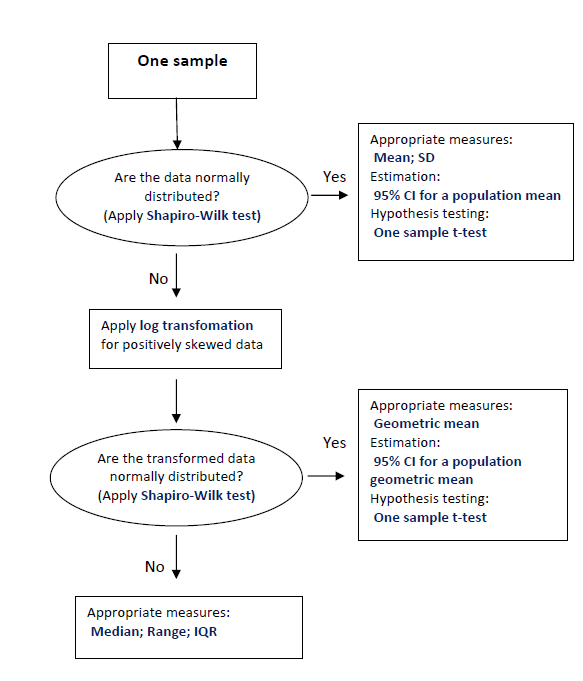 One sample
Are the data normally
distributed?
(Apply Shapiro-Wilk test)
Yes
Appropriate measures:
Mean; SD
Estimation:
95% CI for a population mean
Hypothesis testing:
One sample t-test
No
Apply log transfomation
for positively skewed data
Are the transformed data
normally distributed?
(Apply Shapiro-Wilk test)
Yes
Appropriate measures:
Geometric mean
Estimation:
95% CI for a population
geometric mean
Hypothesis testing:
One sample t-test
No
Appropriate measures:
Median; Range; IQR